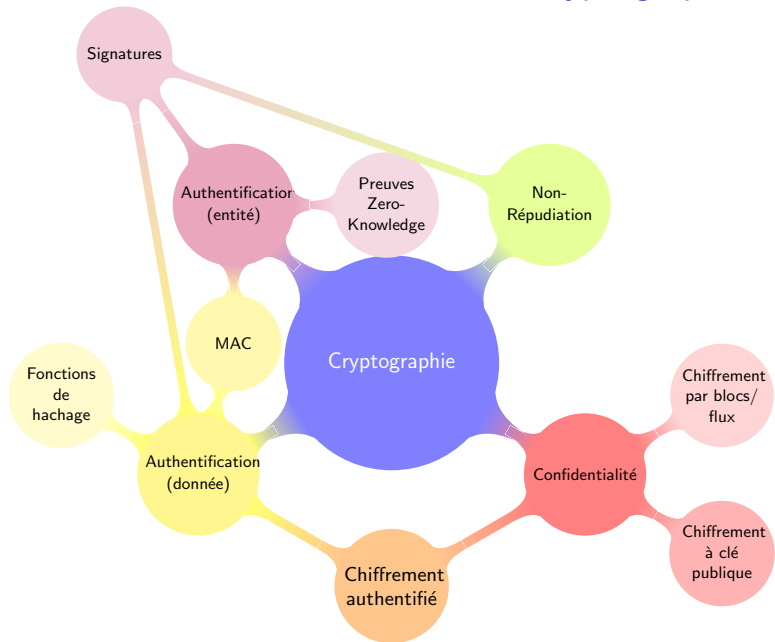 Signatures
Authentification
(entité)
Preuves
Zero-
Knowledge
Non-
Répudiation
MAC
Cryptographie
Fonctions
de
hachage
Chiffrement
par blocs/
flux
Authentification
(donnée)
Confidentialité
Chiffrement
à clé
publique
Chiffrement
authentifié